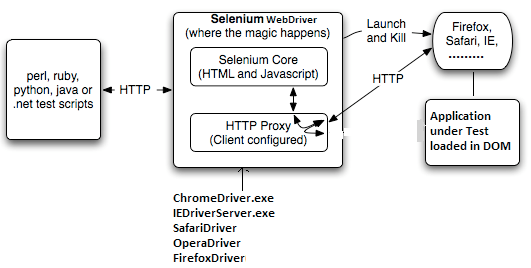 perl, ruby,
python, java or
.net test scripts
HTTP
Selenium WebDriver
(where the magic happens)
Selenium Core
(HTML and Javascript)
HTTP Proxy
(Client configured)
Launch
and Kill
HTTP
Firefox,
Safari, IE,
.........
Application
under Test
loaded in DOM
ChromeDriver.exe
IEDriverServer.exe
SafariDriver
OperaDriver
FirefoxDriver